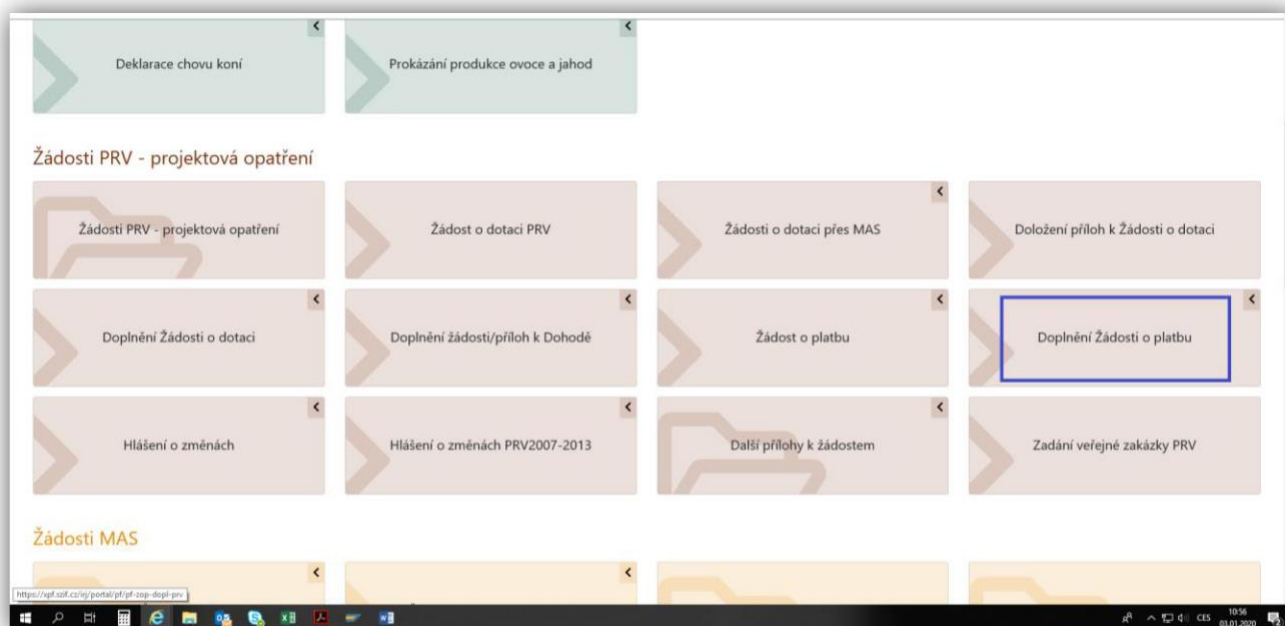 Deklarace chovu koní
Prokázání produkce ovoce a jahod
Žádosti PRV - projektová opatření
Žádosti PRV - projektová opatření
Žádost o dotaci PRV
Žádosti o dotaci přes MAS
Doložení příloh k Žádosti o dotaci
Doplnění Žádosti o dotaci
Doplnění žádosti/příloh k Dohodě
Žádost o platbu
Doplnění Žádosti o platbu
Hlášení o změnách
Hlášení o změnách PRV2007-2013
Další přílohy k žádostem
Zadání veřejné zakázky PRV
Žádosti MAS
https://xpf.szif.cz/irj/portal/pf/pf-zop-dopl-prv
CES
10:56
03.01.2020